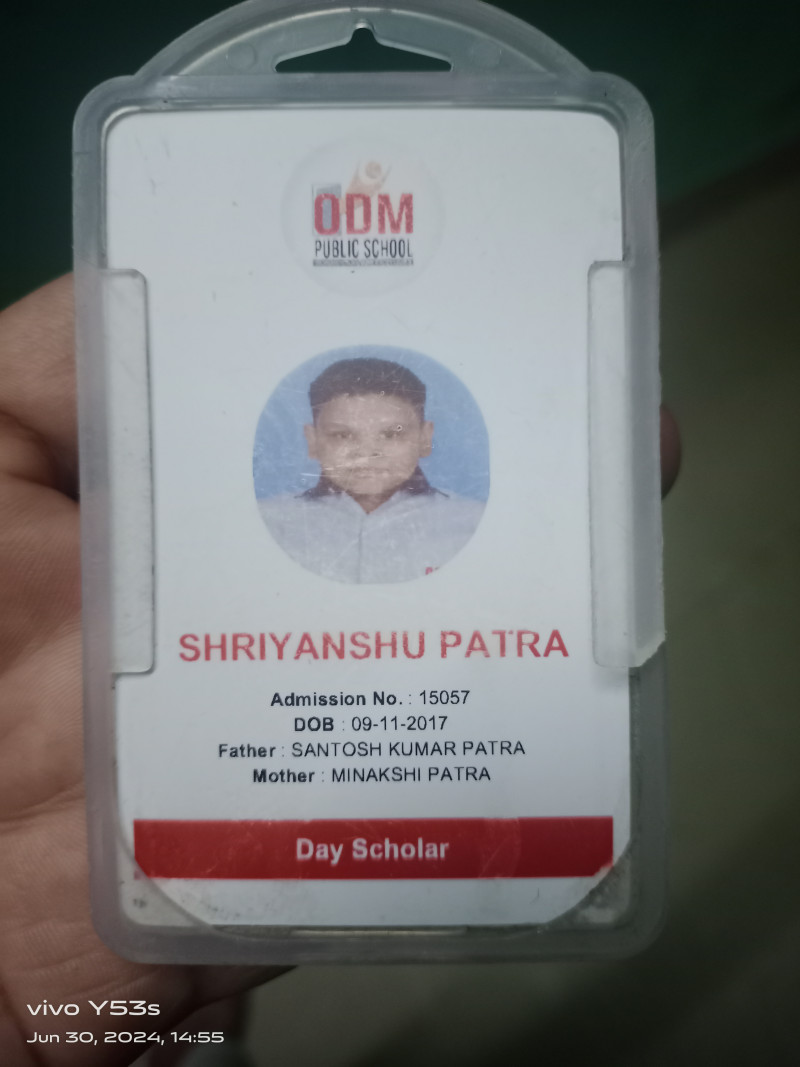 ODM
PUBLIC SCHOOL
SHRIYANSHU PATRA
Admission No. : 15057
DOB : 09-11-2017
Father : SANTOSH KUMAR PATRA
Mother : MINAKSHI PATRA
Day Scholar
vivo Y53s
Jun 30, 2024, 14:55